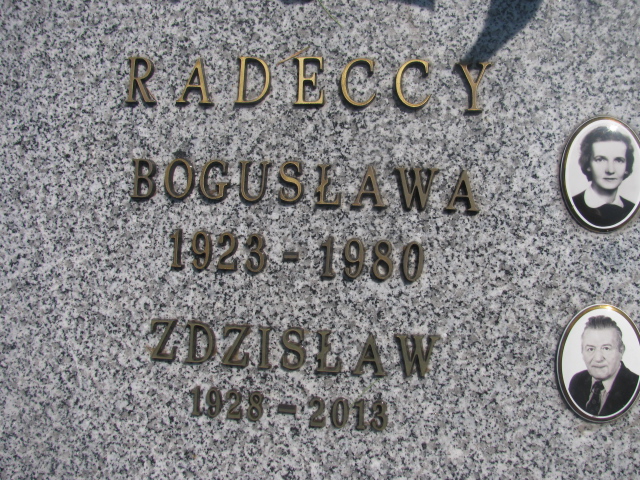 RADECCY
BOGUSŁAWA
1923 - 1980
ZDZISŁAW
1928 - 2013